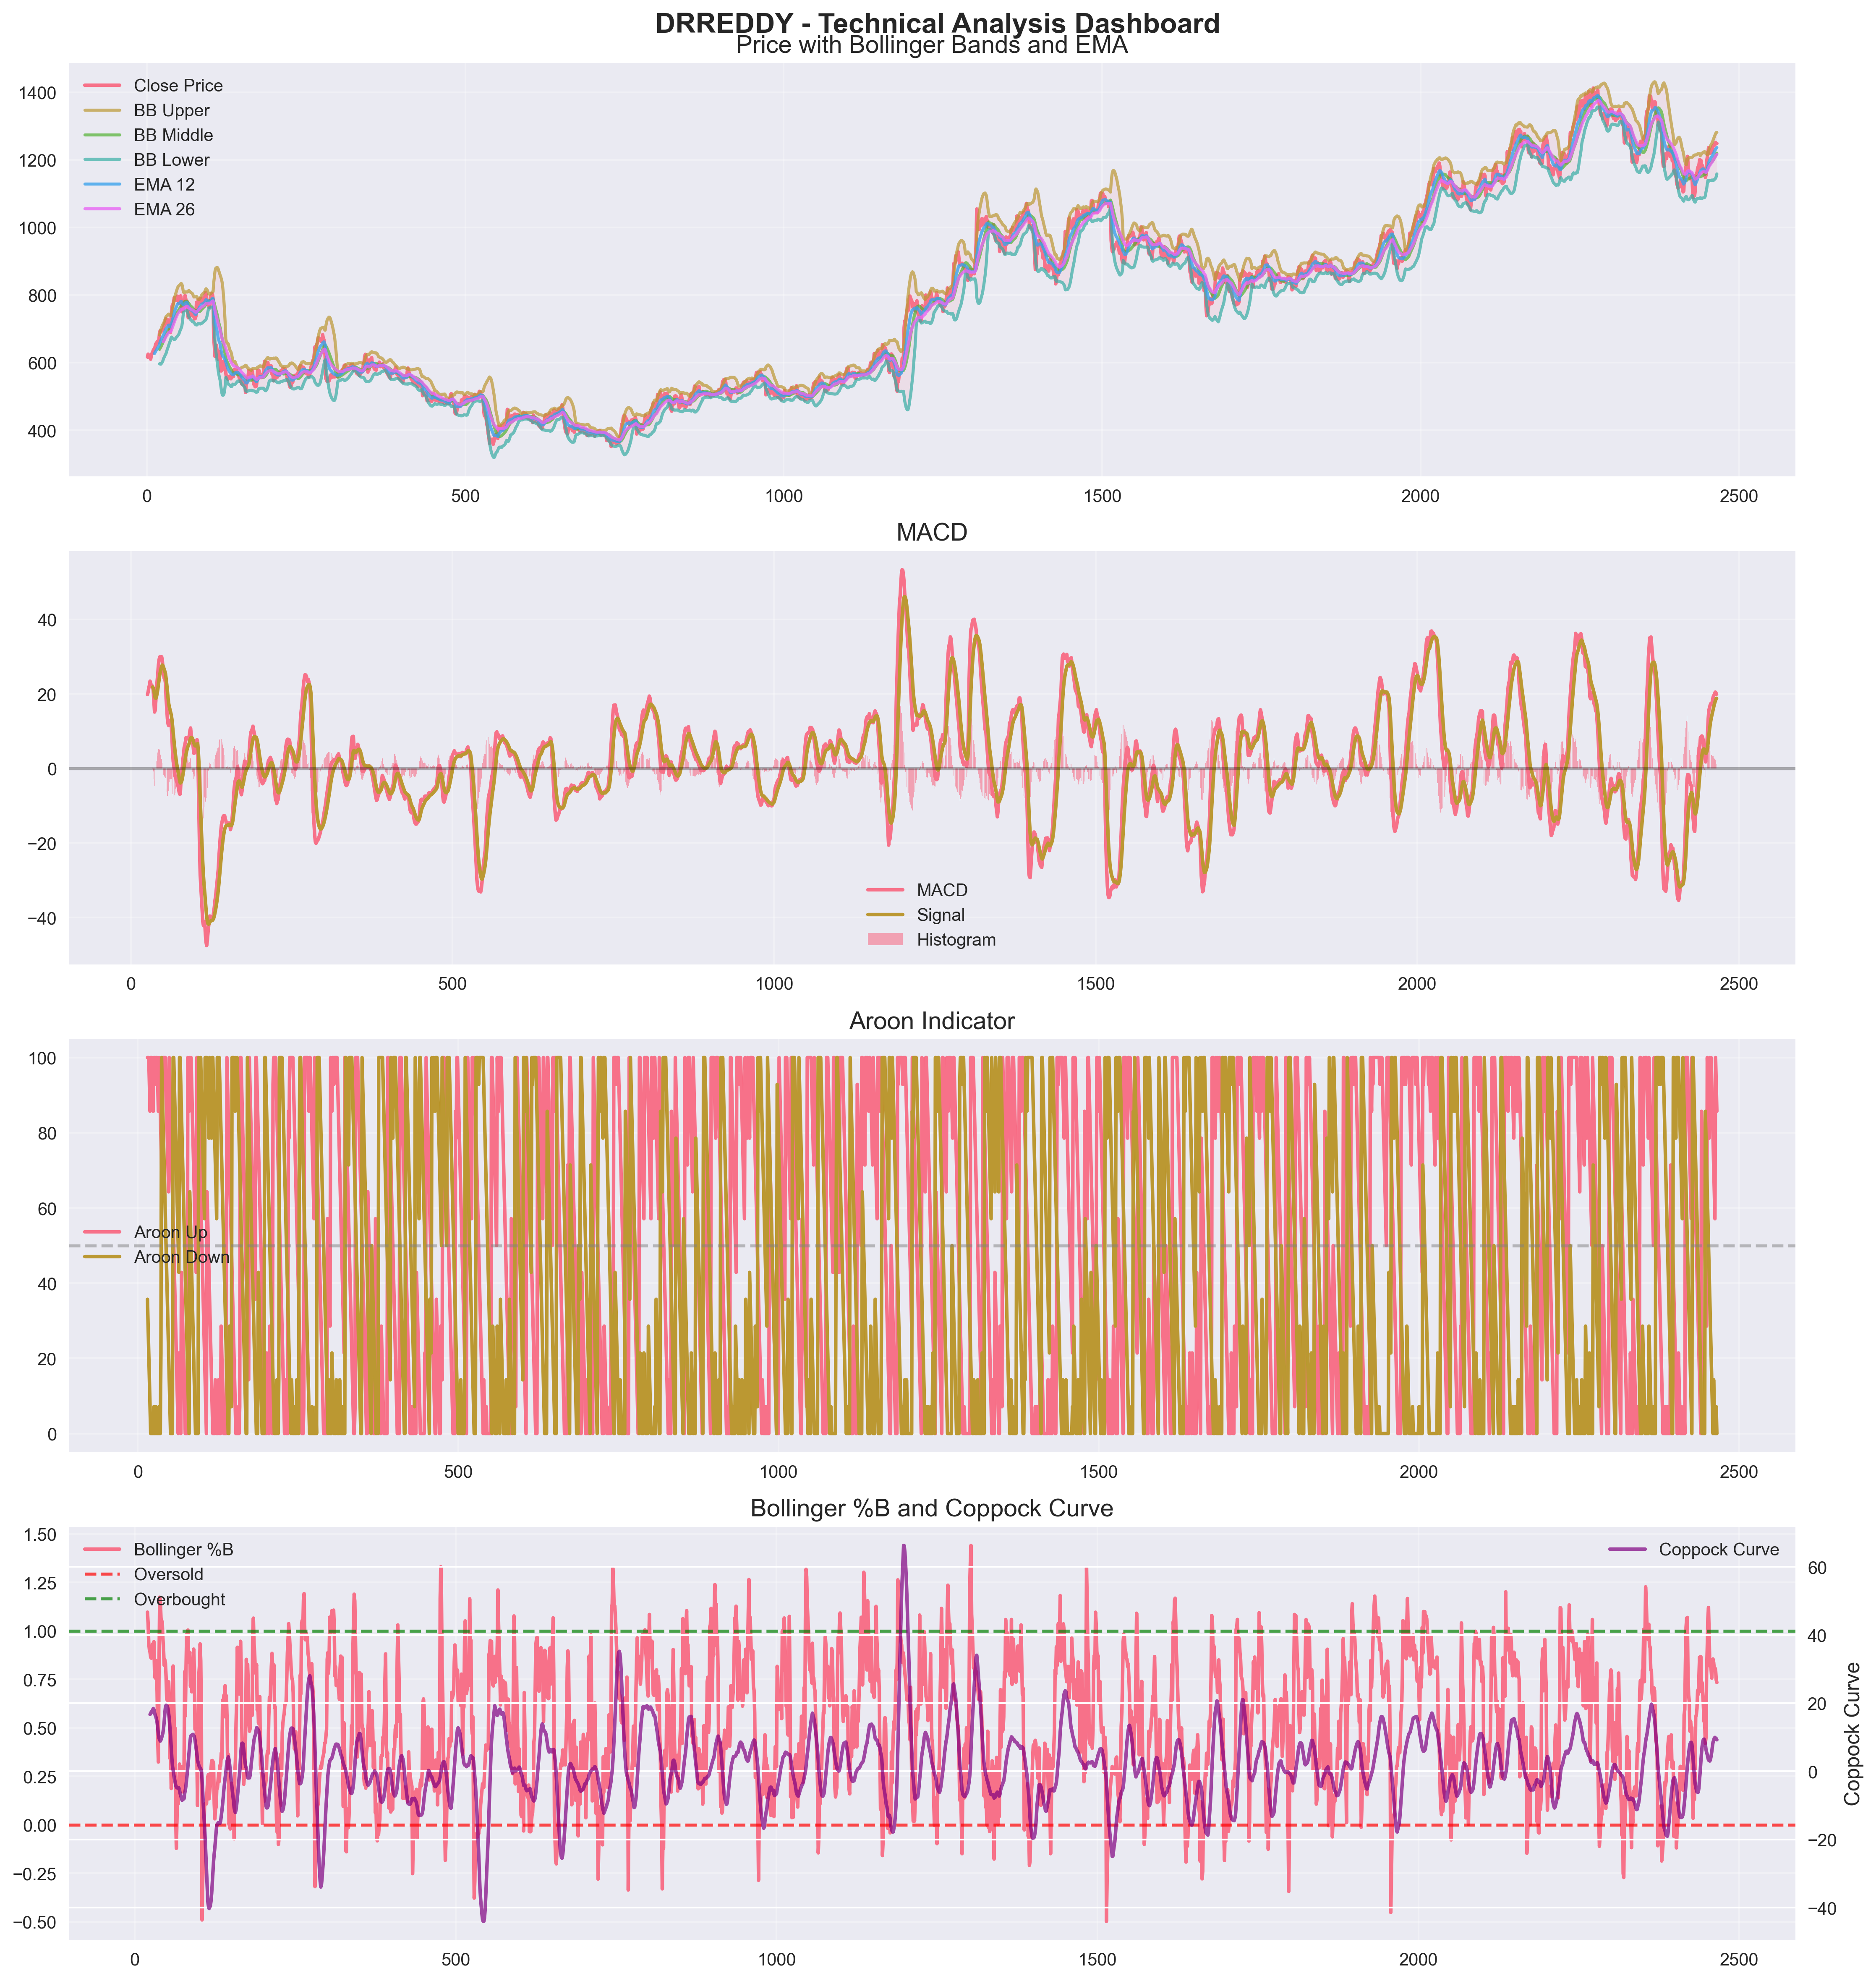 DRREDDY - Technical Analysis Dashboard
Price with Bollinger Bands and EMA
Close Price
BB Upper
BB Middle
BB Lower
EMA 12
EMA 26
1400
1200
1000
800
600
400
0 500 1000 1500 2000 2500
MACD
40
20
0
−20
−40
MACD
Signal
Histogram
0 500 1000 1500 2000 2500
Aroon Indicator
100
80
60
40
20
0
Aroon Up
Aroon Down
0 500 1000 1500 2000 2500
Bollinger %B and Coppock Curve
1.50
1.25
1.00
0.75
0.50
0.25
0.00
−0.25
−0.50
Bollinger %B
Oversold
Overbought
Coppock Curve
60
40
20
0
−20
−40
Coppock Curve
0 500 1000 1500 2000 2500